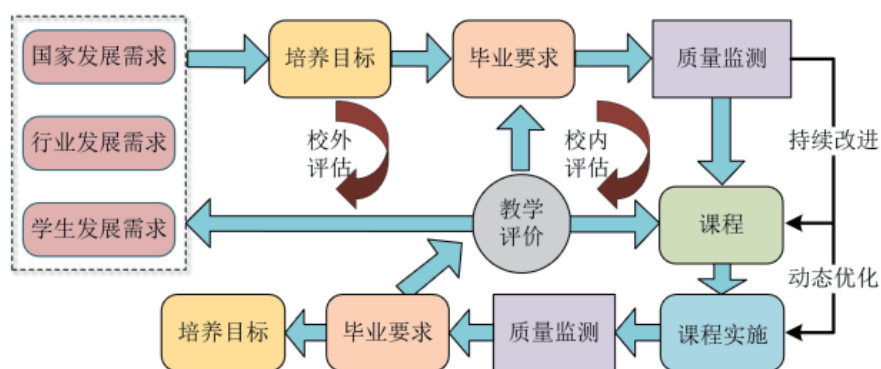 国家发展需求
培养目标
毕业要求
质量监测
行业发展需求
校外
评估
校内
评估
持续改进
学生发展需求
教学
评价
课程
动态优化
培养目标
毕业要求
质量监测
课程实施